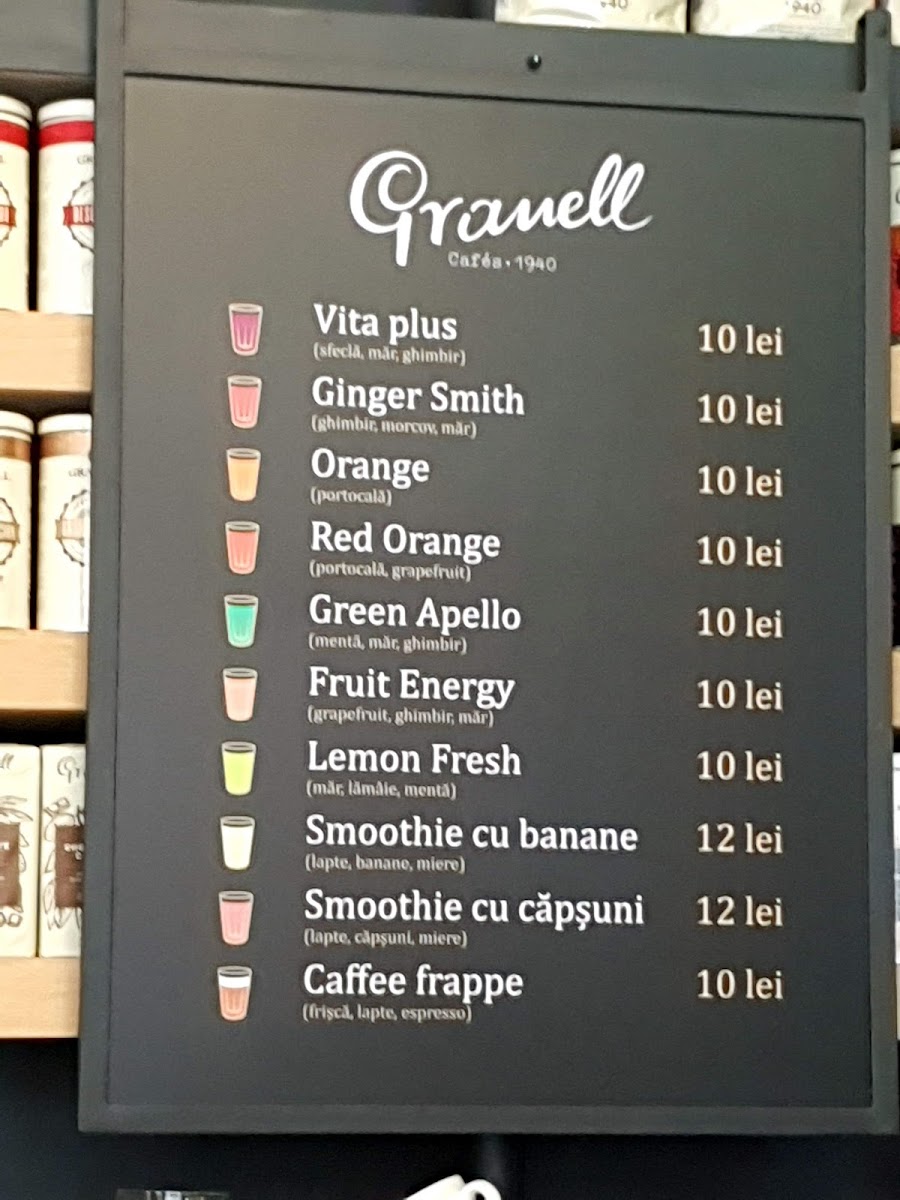 Granell
Cafés · 1940
Vita plus 10 lei
(sfeclă, măr, ghimbir)
Ginger Smith 10 lei
(ghimbir, morcov, măr)
Orange 10 lei
(portocală)
Red Orange 10 lei
(portocală, grapefruit)
Green Apello 10 lei
(mentă, măr, ghimbir)
Fruit Energy 10 lei
(grapefruit, ghimbir, măr)
Lemon Fresh 10 lei
(măr, lămâie, mentă)
Smoothie cu banane 12 lei
(lapte, banane, miere)
Smoothie cu căpșuni 12 lei
(lapte, căpșuni, miere)
Caffee frappe 10 lei
(frișcă, lapte, espresso)